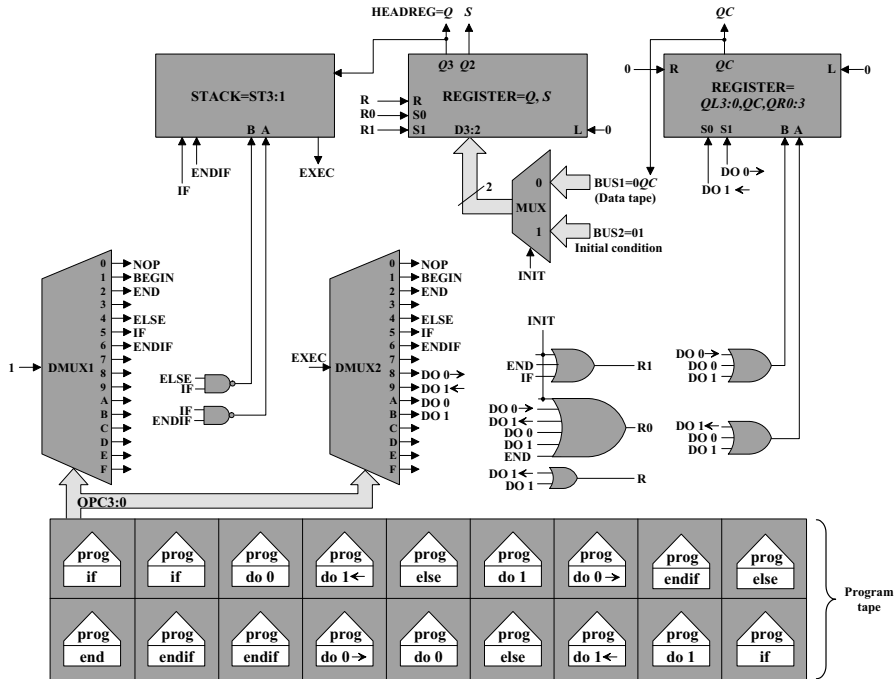 HEADREG=Q S QC
Q3 Q2 QC
STACK=ST3:1
B A
IF
ENDIF
EXEC
R
R0
R1
R
S0
S1
REGISTER=Q, S
D3:2
L
0
0
R
L
0
REGISTER=
QL3:0,QC,QR0:3
S0 S1 B A
DO 0→
DO 1←
2
MUX
0
1
BUS1=0QC
(Data tape)
BUS2=01
Initial condition
INIT
1
DMUX1
0 NOP
1 BEGIN
2 END
3
4 ELSE
5 IF
6 ENDIF
7
8
9
A
B
C
D
E
F
ELSE
IF
IF
ENDIF
EXEC
DMUX2
0 NOP
1 BEGIN
2 END
3
4 ELSE
5 IF
6 ENDIF
7
8 DO 0→
9 DO 1←
A DO 0
B DO 1
C
D
E
F
INIT
END
IF
R1
DO 0→
DO 1←
DO 0
DO 1
END
R0
DO 1←
DO 1
R
DO 0→
DO 0
DO 1
DO 1←
DO 0
DO 1
OPC3:0
prog prog prog prog prog prog prog prog prog
if if do 0 do 1← else do 1 do 0→ endif else
prog prog prog prog prog prog prog prog prog
end endif endif do 0→ do 0 else do 1← do 1 if
Program
tape